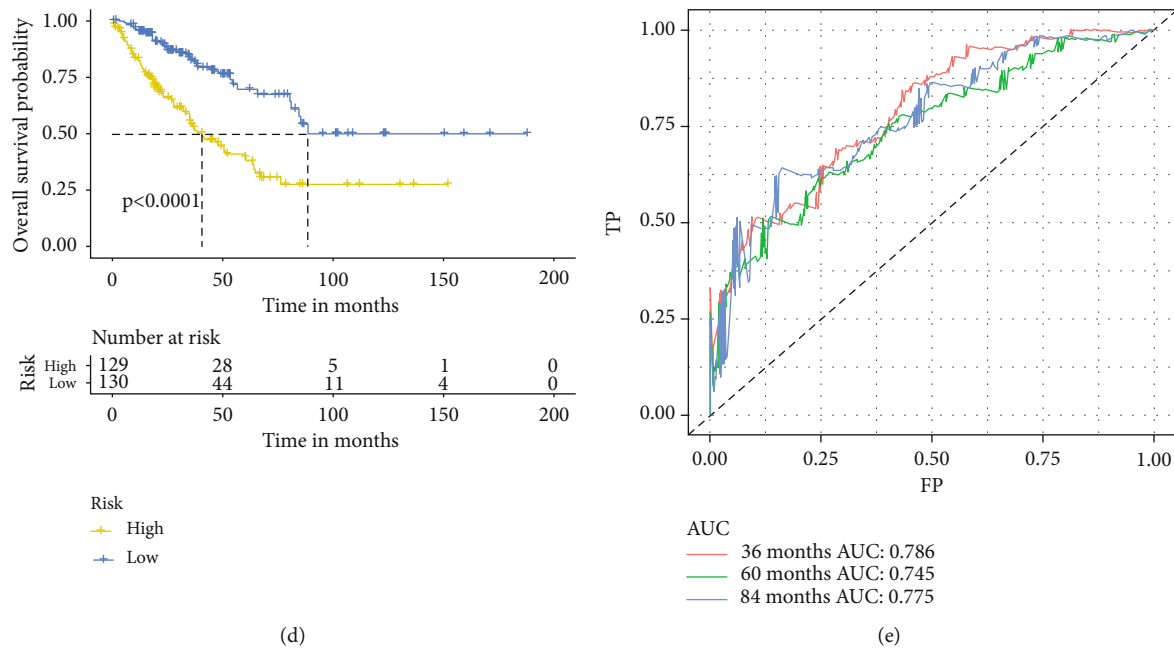 Overall survival probability
1.00
0.75
0.50
0.25
0.00
p<0.0001
0 50 100 150 200
Time in months
Number at risk
Risk
High 129 28 5 1 0
Low 130 44 11 4 0
0 50 100 150 200
Time in months
Risk
High
Low
(d)
TP
1.00
0.75
0.50
0.25
0.00
0.00 0.25 0.50 0.75 1.00
FP
AUC
36 months AUC: 0.786
60 months AUC: 0.745
84 months AUC: 0.775
(e)